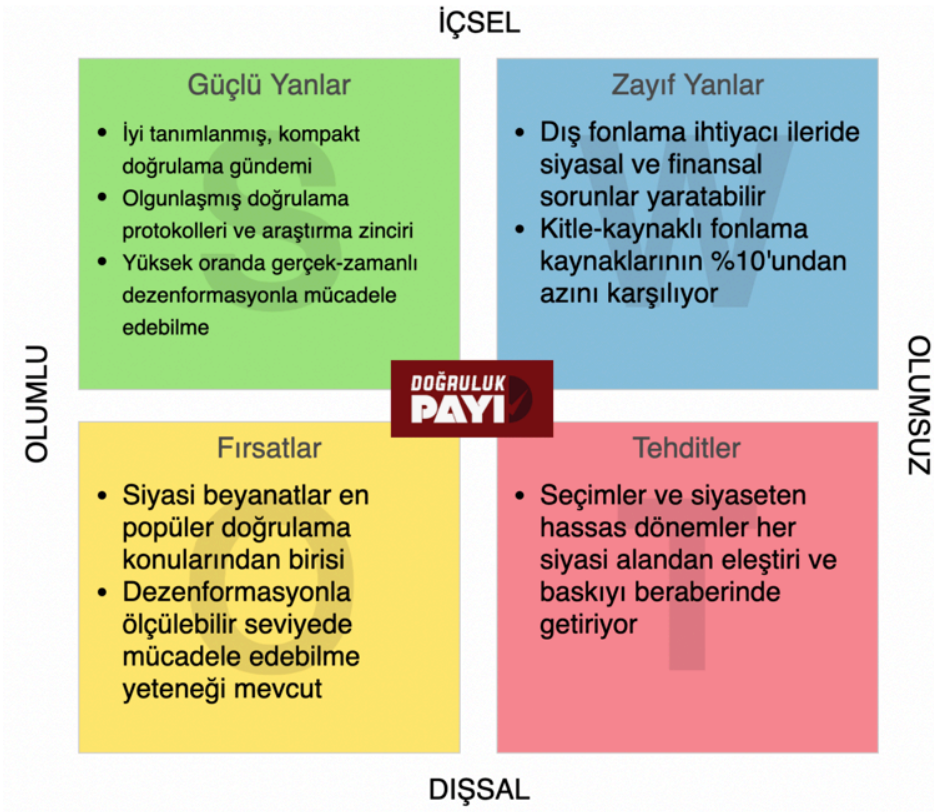 İÇSEL
Güçlü Yanlar
• İyi tanımlanmış, kompakt
doğrulama gündemi
• Olgunlaşmış doğrulama
protokolleri ve araştırma zinciri
• Yüksek oranda gerçek-zamanlı
dezenformasyonla mücadele
edebilme
Zayıf Yanlar
• Dış fonlama ihtiyacı ileride
siyasal ve finansal
sorunlar yaratabilir
• Kitle-kaynaklı fonlama
kaynaklarının %10'undan
azını karşılıyor
OLUMLU
DOĞRULUK
PAYI
OLUMSUZ
Fırsatlar
• Siyasi beyanatlar en
popüler doğrulama
konularından birisi
• Dezenformasyonla
ölçülebilir seviyede
mücadele edebilme
yeteneği mevcut
Tehditler
• Seçimler ve siyaseten
hassas dönemler her
siyasi alandan eleştiri ve
baskıyı beraberinde
getiriyor
DIŞSAL
S
W
O
T